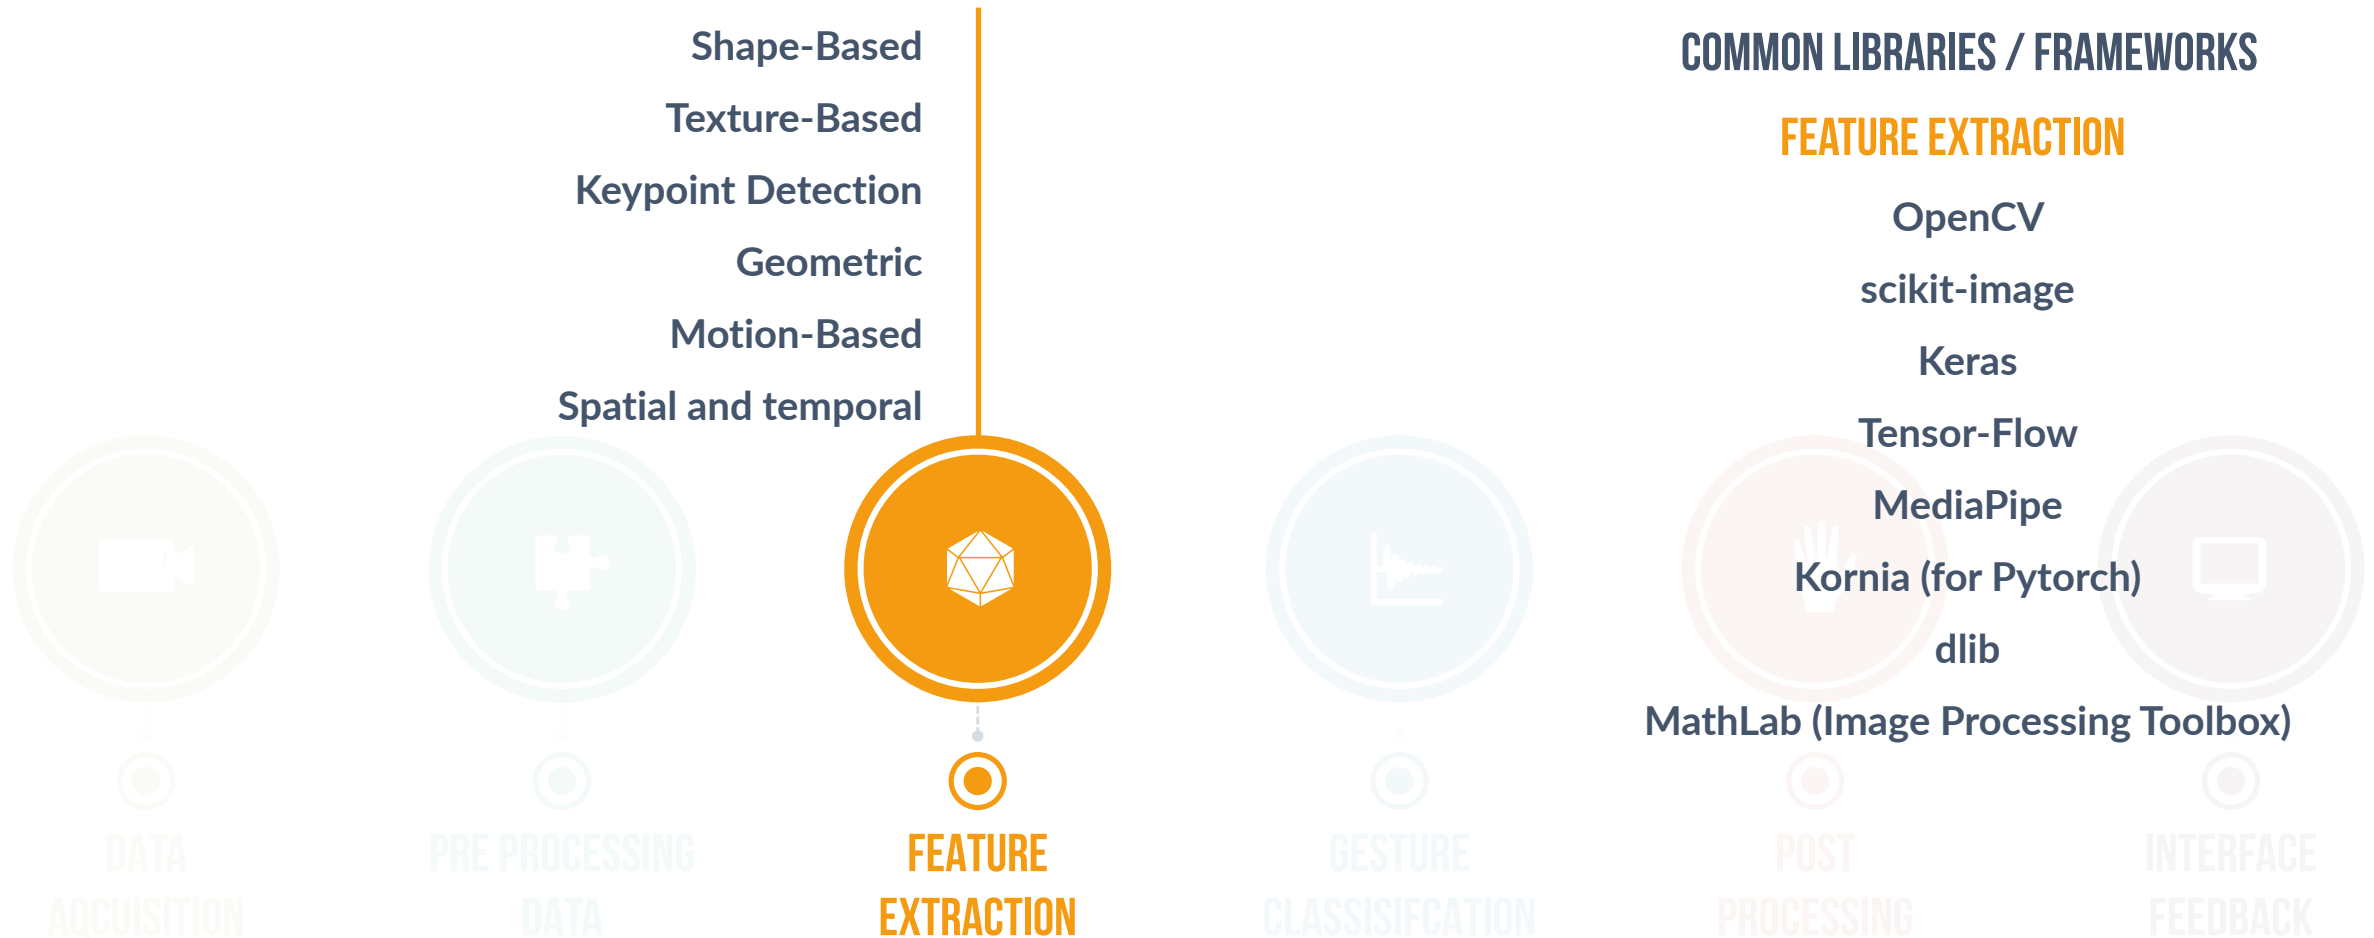 Shape-Based
Texture-Based
Keypoint Detection
Geometric
Motion-Based
Spatial and temporal
COMMON LIBRARIES / FRAMEWORKS
FEATURE EXTRACTION
OpenCV
scikit-image
Keras
Tensor-Flow
MediaPipe
Kornia (for Pytorch)
dlib
MathLab (Image Processing Toolbox)
DATA
AQCUISITION
PRE PROCESSING
DATA
FEATURE
EXTRACTION
GESTURE
CLASSISIFCATION
POST
PROCESSING
INTERFACE
FEEDBACK